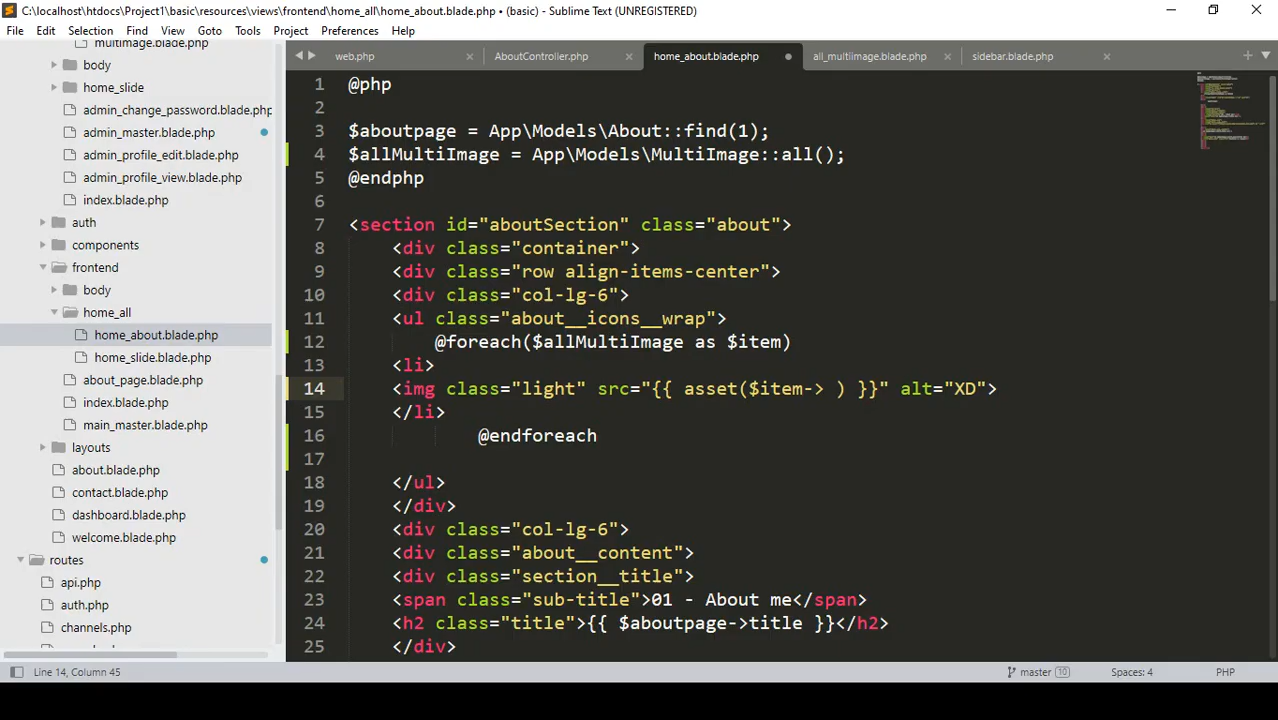 C:\localhost\htdocs\Project1\basic\resources\views\frontend\home_all\home_about.blade.php • (basic) - Sublime Text (UNREGISTERED)
File Edit Selection Find View Goto Tools Project Preferences Help
multimage.blade.php
body
home_slide
admin_change_password.blade.php
admin_master.blade.php
admin_profile_edit.blade.php
admin_profile_view.blade.php
index.blade.php
auth
components
frontend
body
home_all
home_about.blade.php
home_slide.blade.php
about_page.blade.php
index.blade.php
main_master.blade.php
layouts
about.blade.php
contact.blade.php
dashboard.blade.php
welcome.blade.php
routes
api.php
auth.php
channels.php
web.php AboutController.php home_about.blade.php all_multiimage.blade.php sidebar.blade.php
1 @php
2
3 $aboutpage = App\Models\About::find(1);
4 $allMultiImage = App\Models\MultiImage::all();
5 @endphp
6
7 <section id="aboutSection" class="about">
8 <div class="container">
9 <div class="row align-items-center">
10 <div class="col-lg-6">
11 <ul class="about__icons__wrap">
12 @foreach($allMultiImage as $item)
13 <li>
14 <img class="light" src="{{ asset($item-> ) }}" alt="XD">
15 </li>
16 @endforeach
17
18 </ul>
19 </div>
20 <div class="col-lg-6">
21 <div class="about__content">
22 <div class="section__title">
23 <span class="sub-title">01 - About me</span>
24 <h2 class="title">{{ $aboutpage->title }}</h2>
25 </div>
Line 14, Column 45 master 10 Spaces: 4 PHP